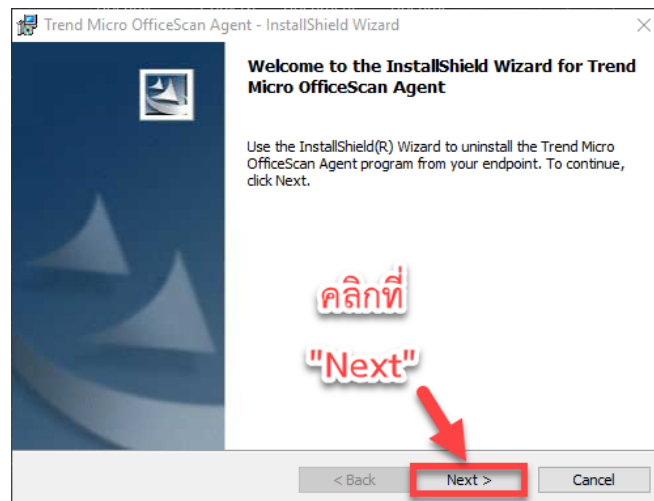 Trend Micro OfficeScan Agent - InstallShield Wizard
Welcome to the InstallShield Wizard for Trend
Micro OfficeScan Agent
Use the InstallShield(R) Wizard to uninstall the Trend Micro
OfficeScan Agent program from your endpoint. To continue,
click Next.
คลิกที่
"Next"
< Back Next > Cancel